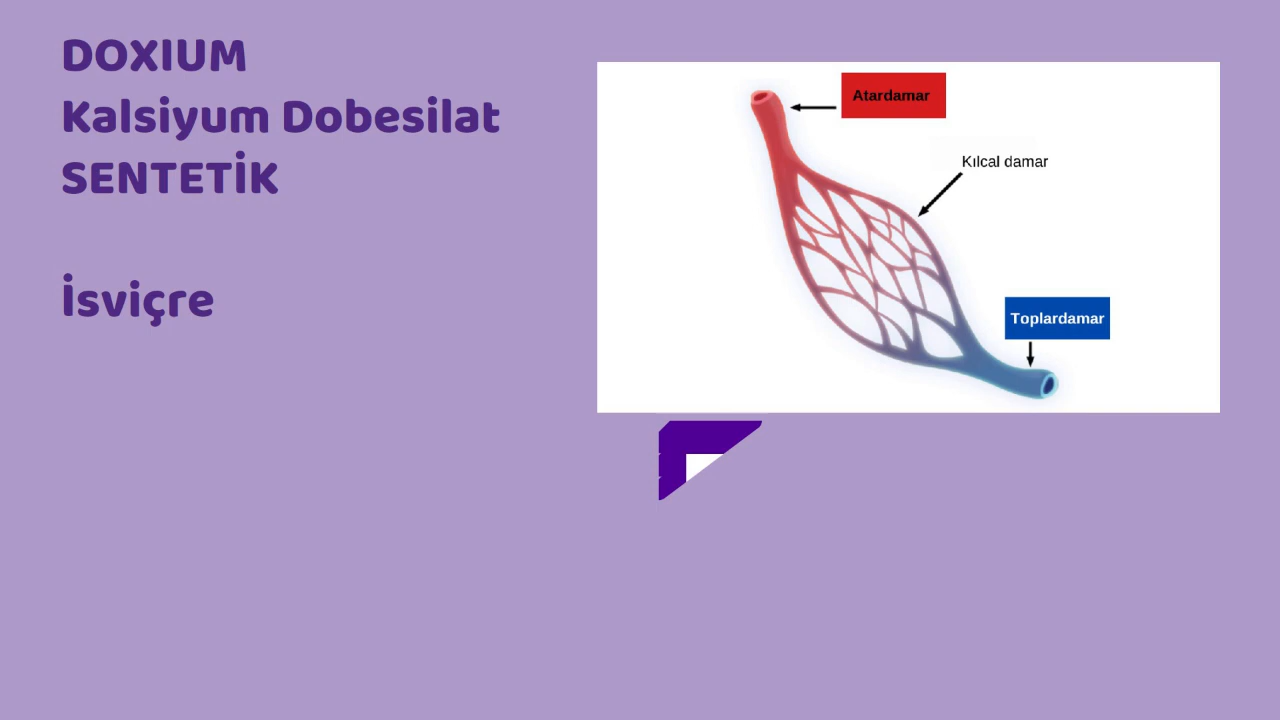 DOXIUM
Kalsiyum Dobesilat
SENTETİK
İsviçre
Atardamar
Kılcal damar
Toplardamar